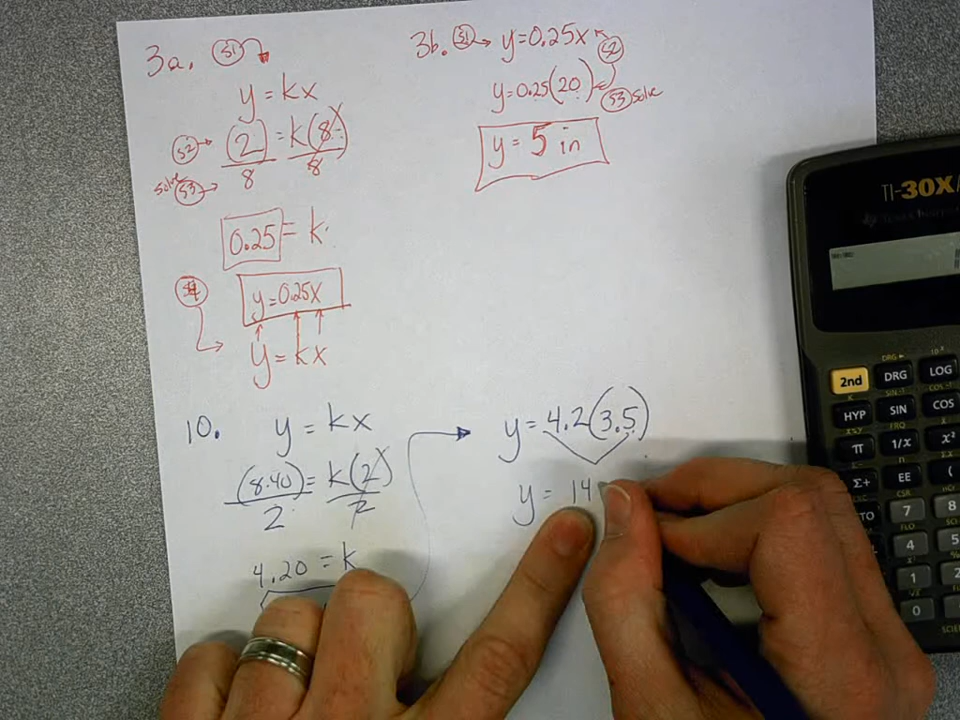 3a. S1
y = kx
S2 (2) = k(8)
8 8
solve S3
0.25 = k
S4 y = 0.25x
y = kx
3b. S1 y = 0.25x S2
y = 0.25(20) S3 solve
y = 5 in
10. y = kx
(8.40) = k(2)
2 2
4.20 = k
y = 4.2(3.5)
y = 14
TI-30X
2nd DRG LOG
HYP SIN COS
π 1/x x²
Σ+ EE (
STO 7 8
4 5
1 2
0